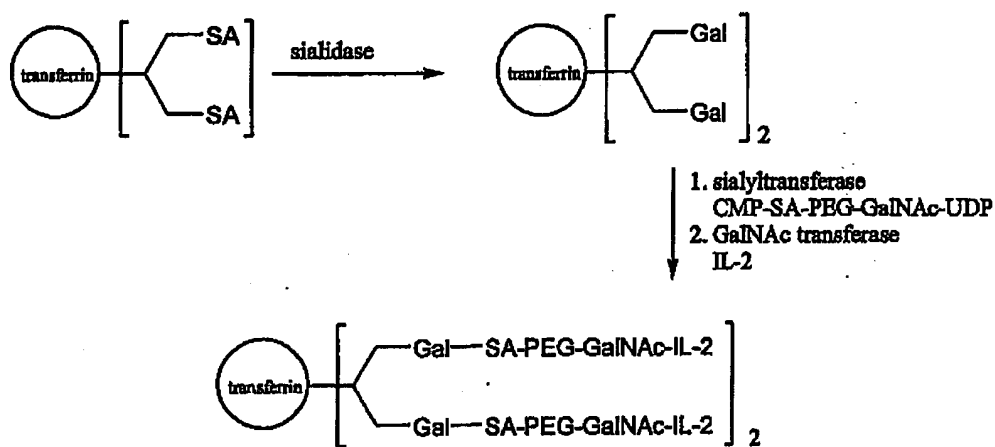 SA
sialidase
transferrin
SA
Gal
transferrin
Gal
2
1. sialyltransferase
CMP-SA-PEG-GalNAc-UDP
2. GalNAc transferase
IL-2
Gal—SA-PEG-GalNAc-IL-2
transferrin
Gal—SA-PEG-GalNAc-IL-2
2